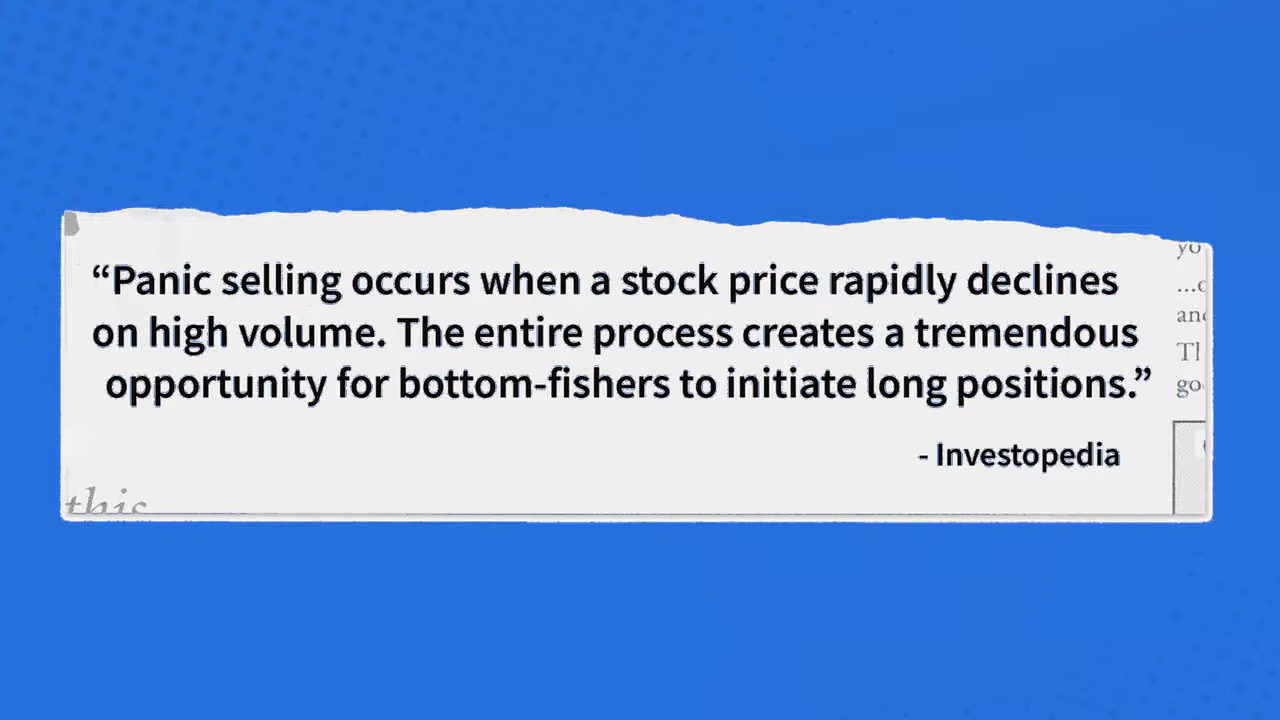 “Panic selling occurs when a stock price rapidly declines
on high volume. The entire process creates a tremendous
opportunity for bottom-fishers to initiate long positions.”
- Investopedia
this